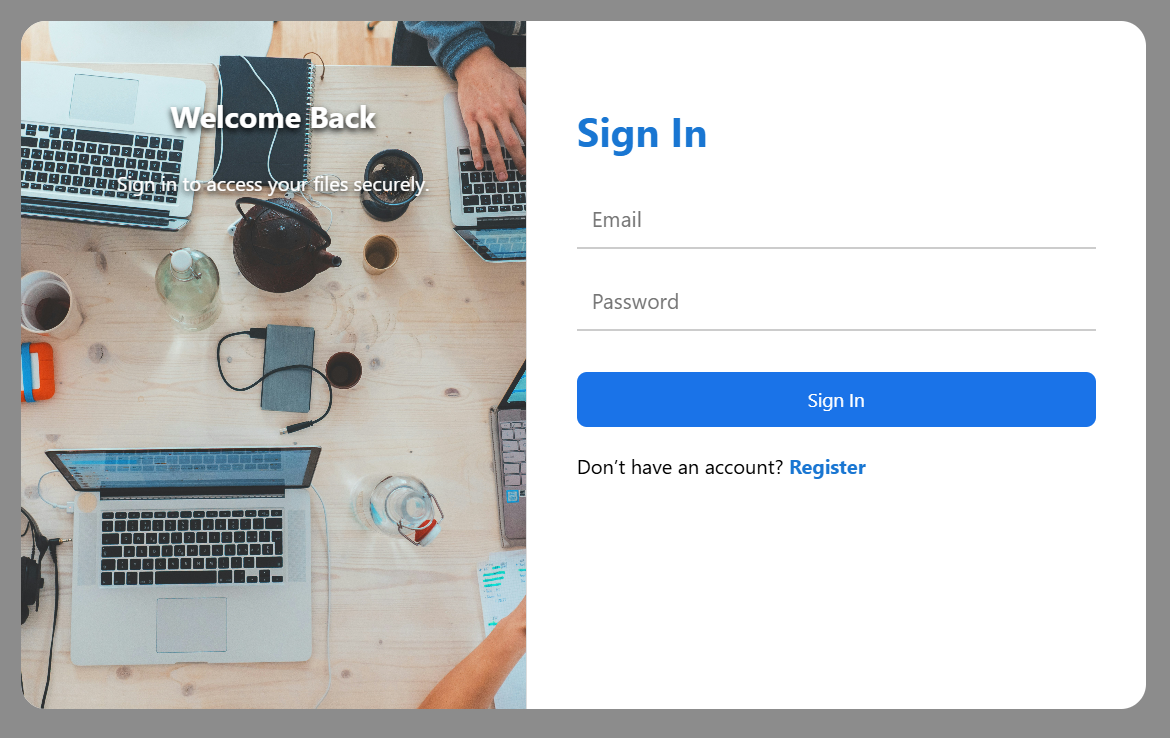 Welcome Back
Sign in to access your files securely.
Sign In
Email
Password
Sign In
Don’t have an account? Register